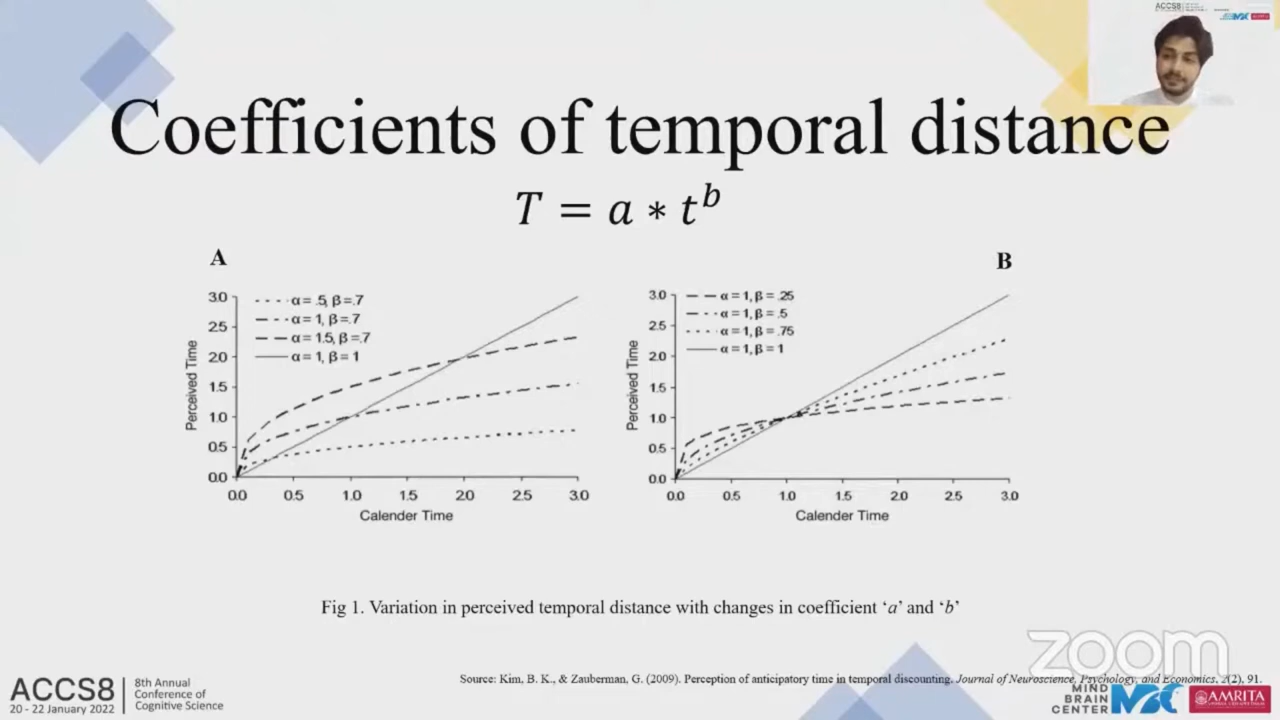 ACCS8
Coefficients of temporal distance
T = a ∗ t^b
A
3.0
2.5
2.0
1.5
1.0
0.5
0.0
Perceived Time
α = .5, β = .7
α = 1, β = .7
α = 1.5, β = .7
α = 1, β = 1
0.0 0.5 1.0 1.5 2.0 2.5 3.0
Calender Time
B
3.0
2.5
2.0
1.5
1.0
0.5
0.0
Perceived Time
α = 1, β = .25
α = 1, β = .5
α = 1, β = .75
α = 1, β = 1
0.0 0.5 1.0 1.5 2.0 2.5 3.0
Calender Time
Fig 1. Variation in perceived temporal distance with changes in coefficient ‘a’ and ‘b’
zoom
Source: Kim, B. K., & Zauberman, G. (2009). Perception of anticipatory time in temporal discounting. Journal of Neuroscience, Psychology, and Economics, 2(2), 91.
ACCS8
20 - 22 January 2022
8th Annual
Conference of
Cognitive Science
MIND
BRAIN
CENTER
MBC
AMRITA